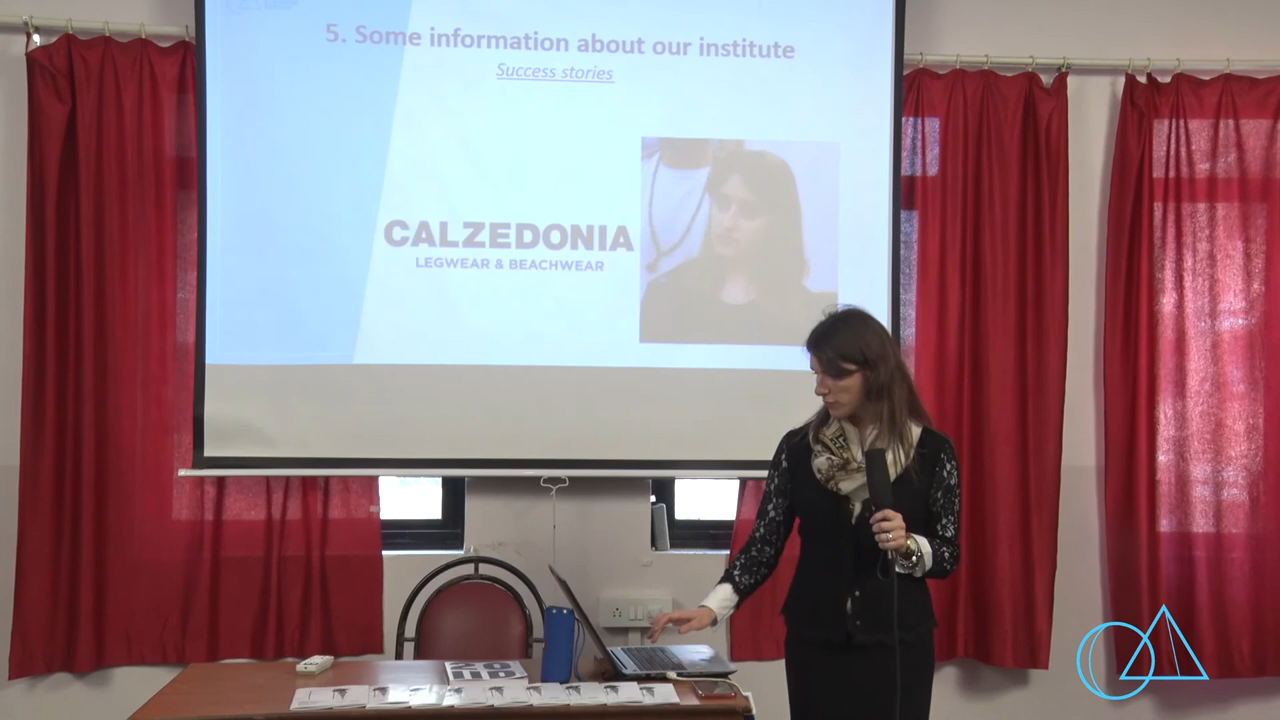 5. Some information about our institute
Success stories
CALZEDONIA
LEGWEAR & BEACHWEAR